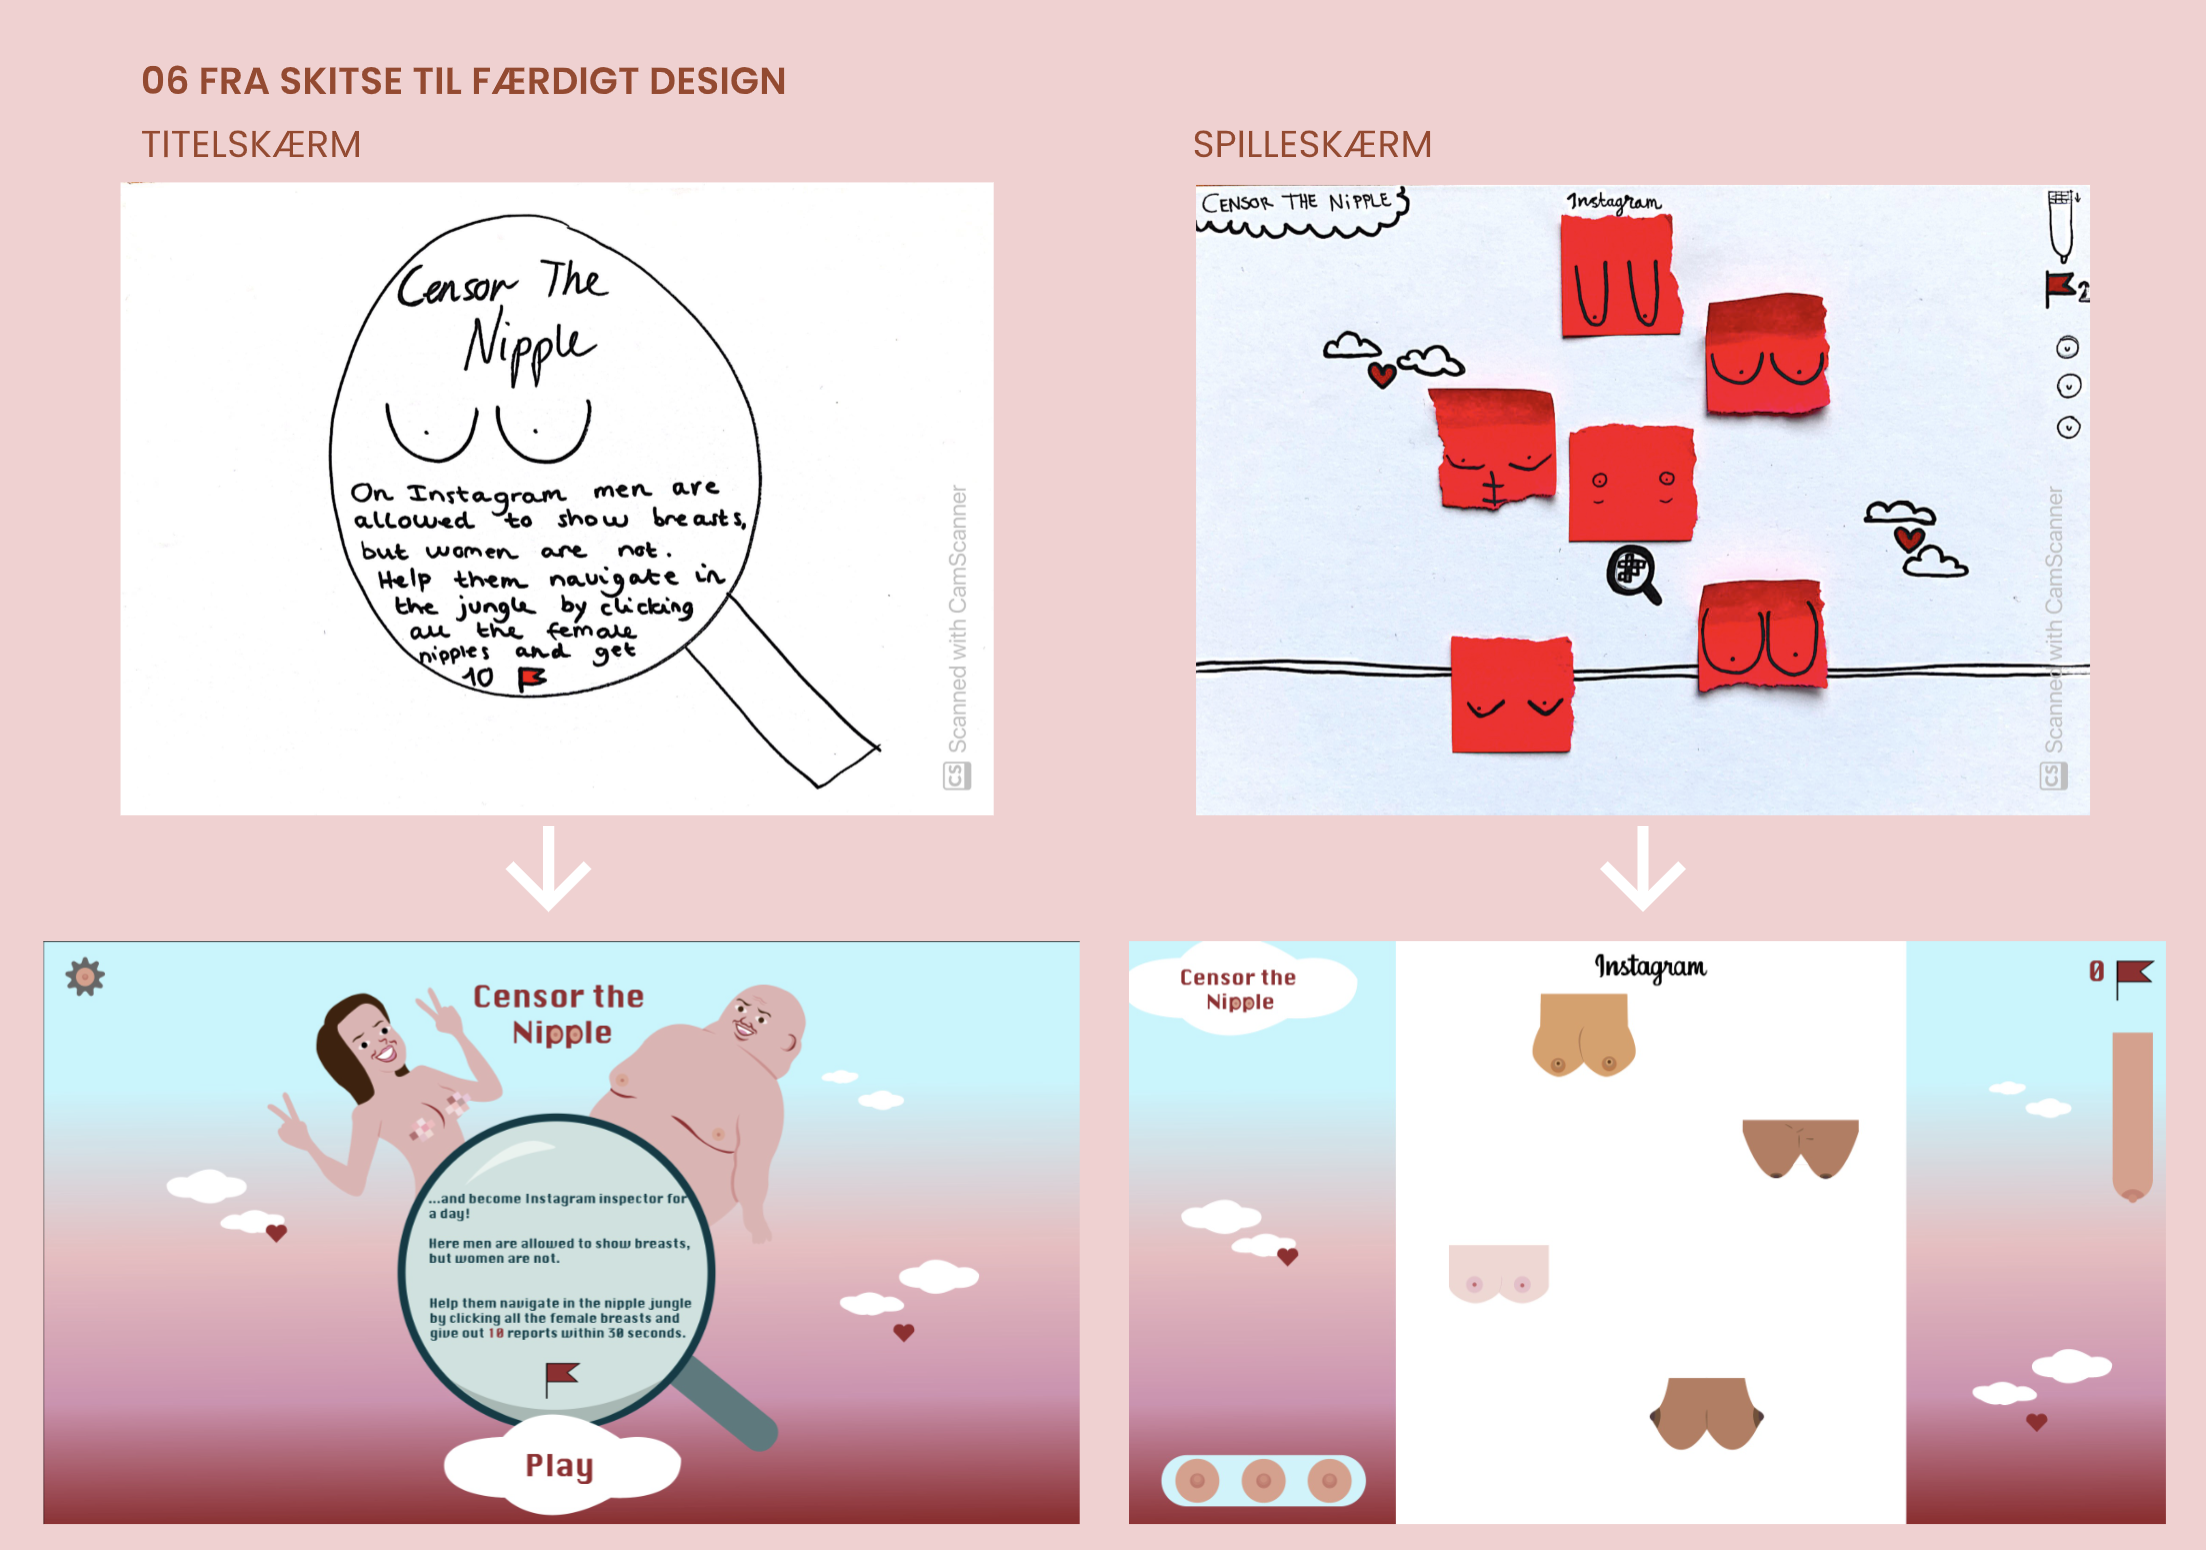 06 FRA SKITSE TIL FÆRDIGT DESIGN
TITELSKÆRM
Censor The
Nipple
On Instagram men are
allowed to show breasts,
but women are not.
Help them navigate in
the jungle by clicking
all the female
nipples and get
10
CS Scanned with CamScanner
SPILLESKÆRM
CENSOR THE NiPPLE
Instagram
2
CS Scanned with CamScanner
Censor the
Nipple
...and become Instagram inspector for
a day!
Here men are allowed to show breasts,
but women are not.
Help them navigate in the nipple jungle
by clicking all the female breasts and
give out 10 reports within 30 seconds.
Play
Censor the
Nipple
Instagram
0